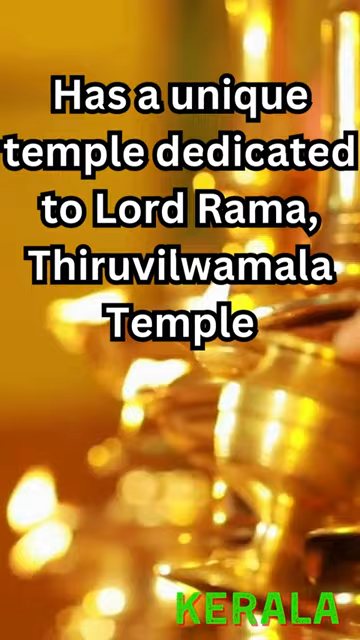 Has a unique
temple dedicated
to Lord Rama,
Thiruvilwamala
Temple
KERALA